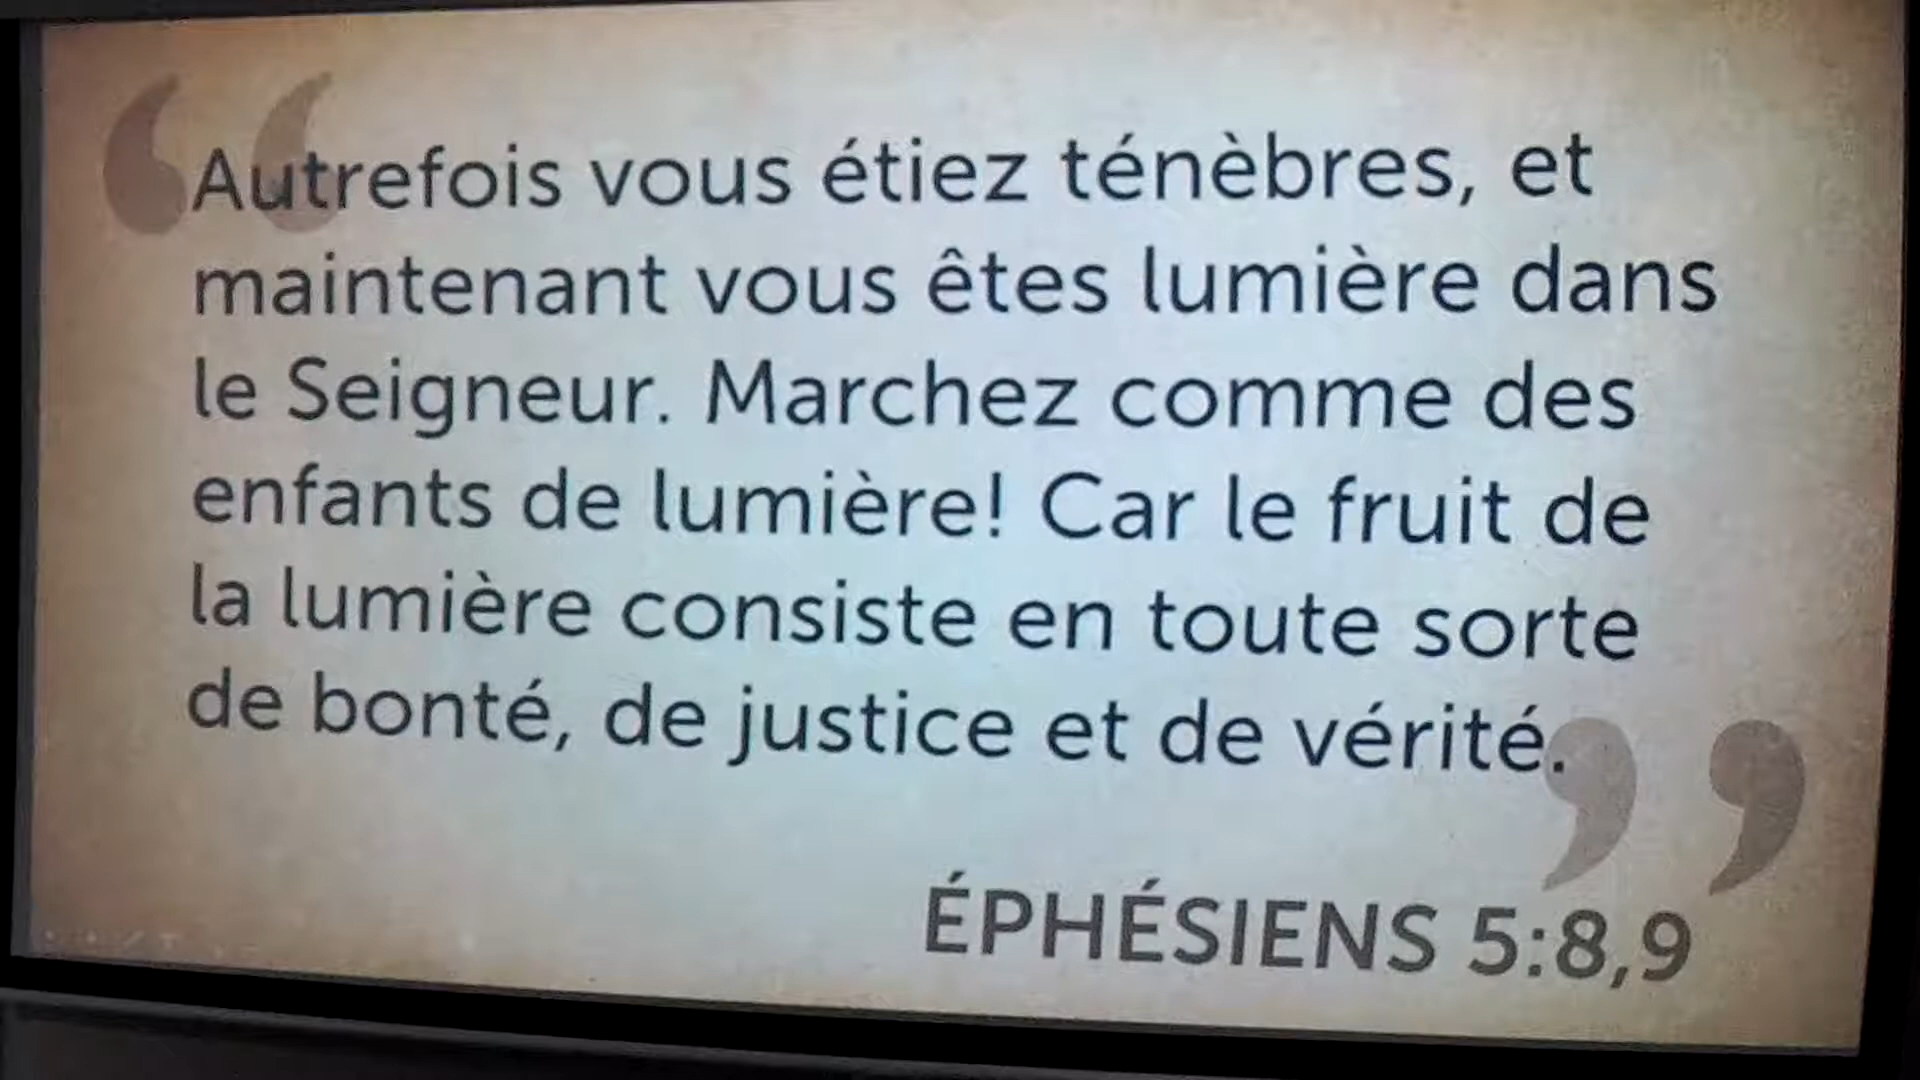 Autrefois vous étiez ténèbres, et
maintenant vous êtes lumière dans
le Seigneur. Marchez comme des
enfants de lumière! Car le fruit de
la lumière consiste en toute sorte
de bonté, de justice et de vérité.
ÉPHÉSIENS 5:8,9